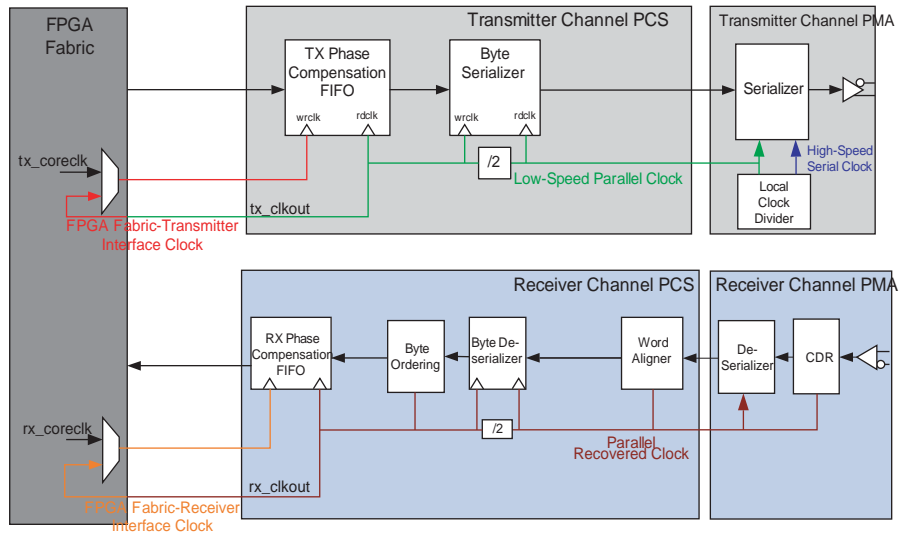 FPGA
Fabric
Transmitter Channel PCS
Transmitter Channel PMA
TX Phase
Compensation
FIFO
wrclk
rdclk
Byte
Serializer
wrclk
rdclk
/2
Serializer
High-Speed
Serial Clock
Low-Speed Parallel Clock
Local
Clock
Divider
tx_coreclk
tx_clkout
FPGA Fabric-Transmitter
Interface Clock
Receiver Channel PCS
Receiver Channel PMA
RX Phase
Compensation
FIFO
Byte
Ordering
Byte De-
serializer
Word
Aligner
De-
Serializer
CDR
/2
Parallel
Recovered Clock
rx_coreclk
rx_clkout
FPGA Fabric-Receiver
Interface Clock